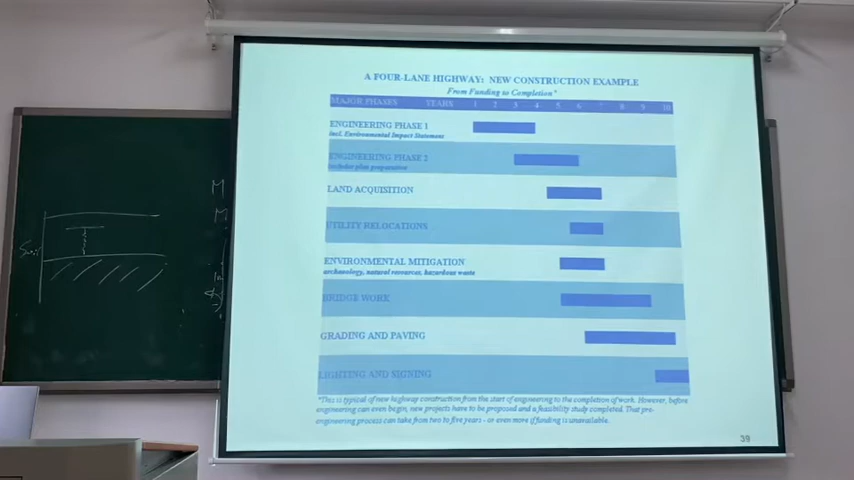 A FOUR-LANE HIGHWAY: NEW CONSTRUCTION EXAMPLE
From Funding to Completion*
MAJOR PHASES YEARS 1 2 3 4 5 6 7 8 9 10
ENGINEERING PHASE 1
incl. Environmental Impact Statement
ENGINEERING PHASE 2
includes plan preparation
LAND ACQUISITION
UTILITY RELOCATIONS
ENVIRONMENTAL MITIGATION
archaeology, natural resources, hazardous waste
BRIDGE WORK
GRADING AND PAVING
LIGHTING AND SIGNING
*This is typical of new highway construction from the start of engineering to the completion of work. However, before
engineering can even begin, new projects have to be proposed and a feasibility study completed. That pre-
engineering process can take from two to five years - or even more if funding is unavailable.
39